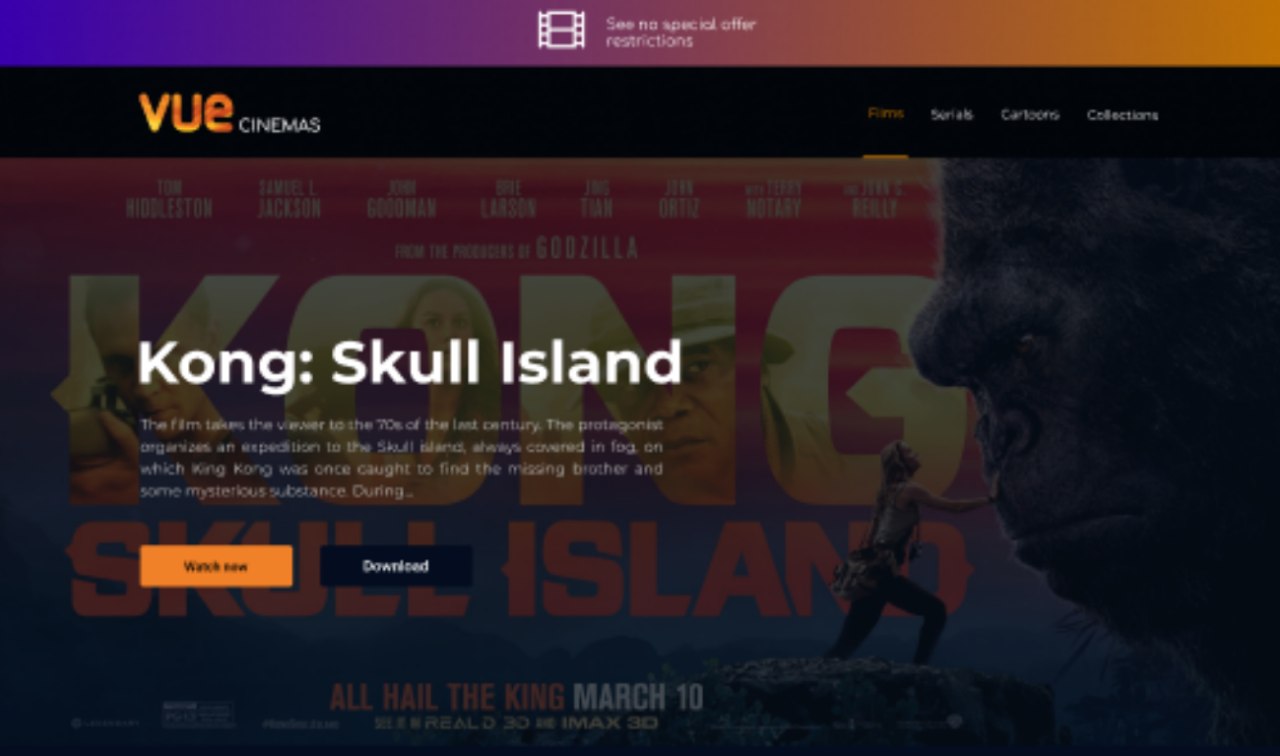 See no special offer
restrictions
vue CINEMAS
Films Serials Cartoons Collections
TOM HIDDLESTON SAMUEL L. JACKSON JOHN GOODMAN BRIE LARSON JING TIAN JOHN ORTIZ WITH TERRY NOTARY AND JOHN C. REILLY
FROM THE PRODUCERS OF GODZILLA
KONG
Kong: Skull Island
The film takes the viewer to the 70s of the last century. The protagonist
organizes an expedition to the Skull island, always covered in fog, on
which King Kong was once caught to find the missing brother and
some mysterious substance. During...
SKULL ISLAND
Watch now Download
ALL HAIL THE KING MARCH 10
LEGENDARY PG-13
REAL D 3D IMAX 3D